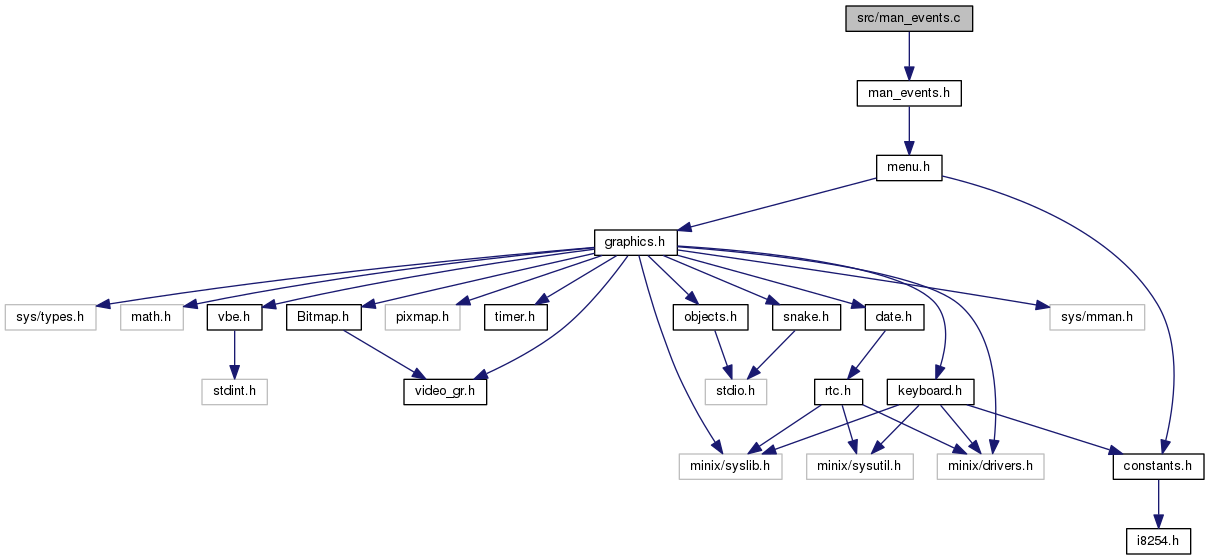 src/man_events.c
man_events.h
menu.h
graphics.h
sys/types.h
math.h
vbe.h
Bitmap.h
pixmap.h
timer.h
objects.h
snake.h
date.h
sys/mman.h
stdint.h
video_gr.h
stdio.h
rtc.h
keyboard.h
minix/syslib.h
minix/sysutil.h
minix/drivers.h
constants.h
i8254.h